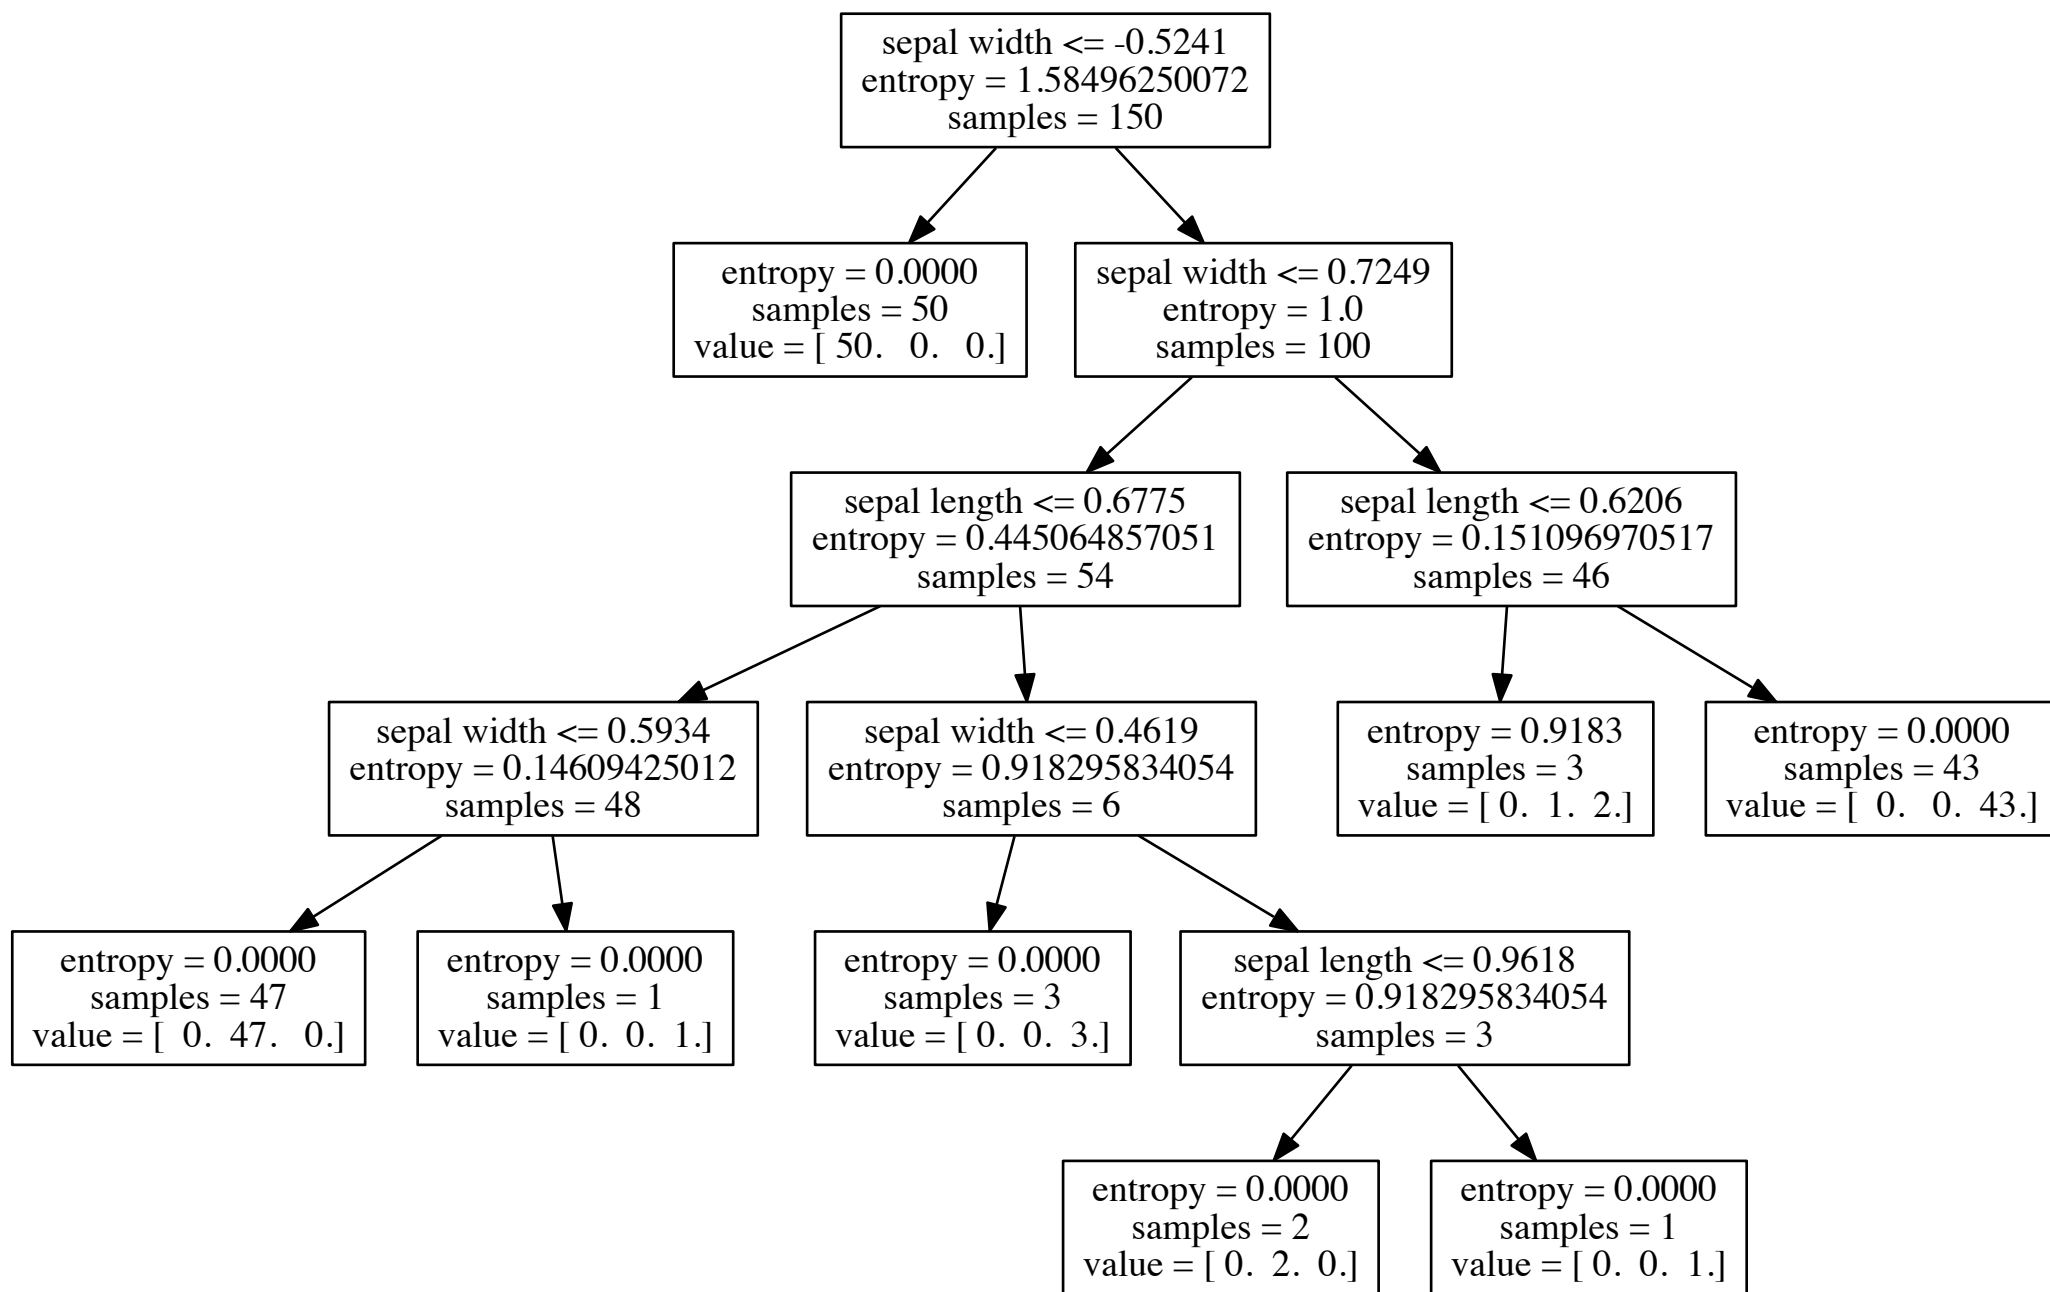 sepal width <= -0.5241
entropy = 1.58496250072
samples = 150
entropy = 0.0000
samples = 50
value = [ 50.   0.   0.]
sepal width <= 0.7249
entropy = 1.0
samples = 100
sepal length <= 0.6775
entropy = 0.445064857051
samples = 54
sepal length <= 0.6206
entropy = 0.151096970517
samples = 46
sepal width <= 0.5934
entropy = 0.14609425012
samples = 48
sepal width <= 0.4619
entropy = 0.918295834054
samples = 6
entropy = 0.9183
samples = 3
value = [ 0.  1.  2.]
entropy = 0.0000
samples = 43
value = [  0.   0.  43.]
entropy = 0.0000
samples = 47
value = [  0.  47.   0.]
entropy = 0.0000
samples = 1
value = [ 0.  0.  1.]
entropy = 0.0000
samples = 3
value = [ 0.  0.  3.]
sepal length <= 0.9618
entropy = 0.918295834054
samples = 3
entropy = 0.0000
samples = 2
value = [ 0.  2.  0.]
entropy = 0.0000
samples = 1
value = [ 0.  0.  1.]